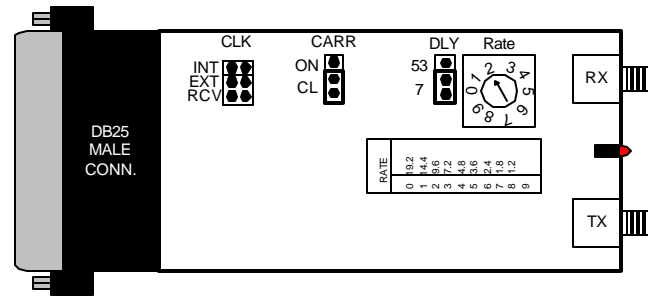 CLK CARR DLY Rate
INT ON 53
EXT CL
RCV 7
0 1 2 3 4 5 6 7 8 9
RX
DB25
MALE
CONN.
RATE
19.2 14.4 9.6 7.2 4.8 3.6 2.4 1.8 1.2
0 1 2 3 4 5 6 7 8 9
TX